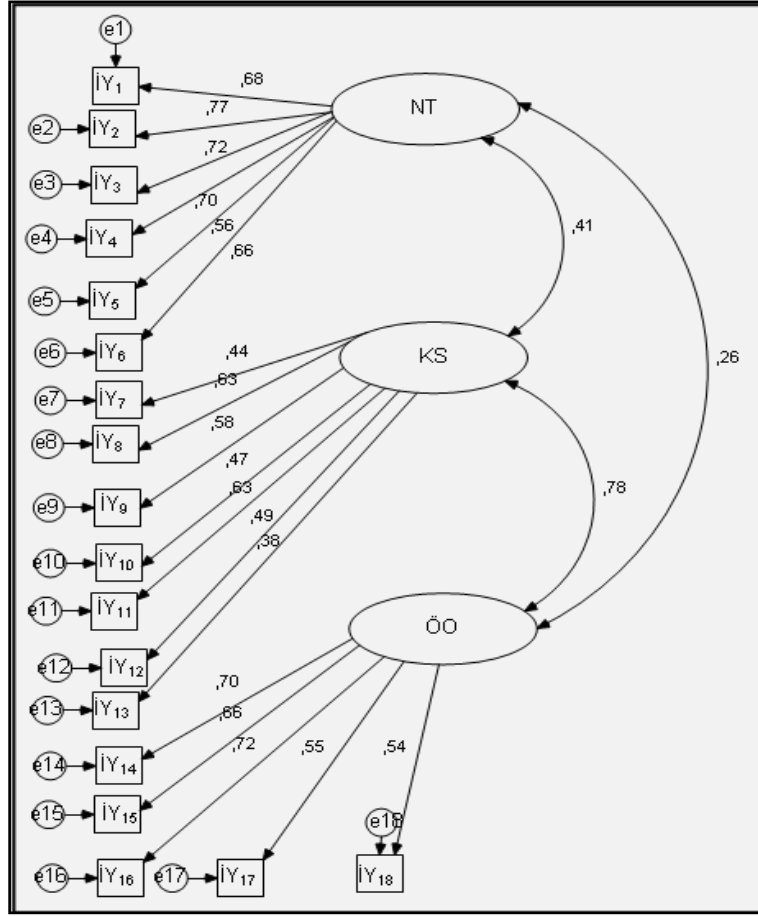 e1
İY1
,68
NT
,77
e2
İY2
,72
e3
İY3
,70
e4
İY4
,56
,41
,66
e5
İY5
e6
İY6
,44
KS
,26
,63
e7
İY7
,58
e8
İY8
,47
,63
,78
e9
İY9
,49
,38
e10
İY10
e11
İY11
ÖO
e12
İY12
,70
e13
İY13
,66
,72
,55
,54
e14
İY14
e15
İY15
e18
e16
İY16
e17
İY17
İY18